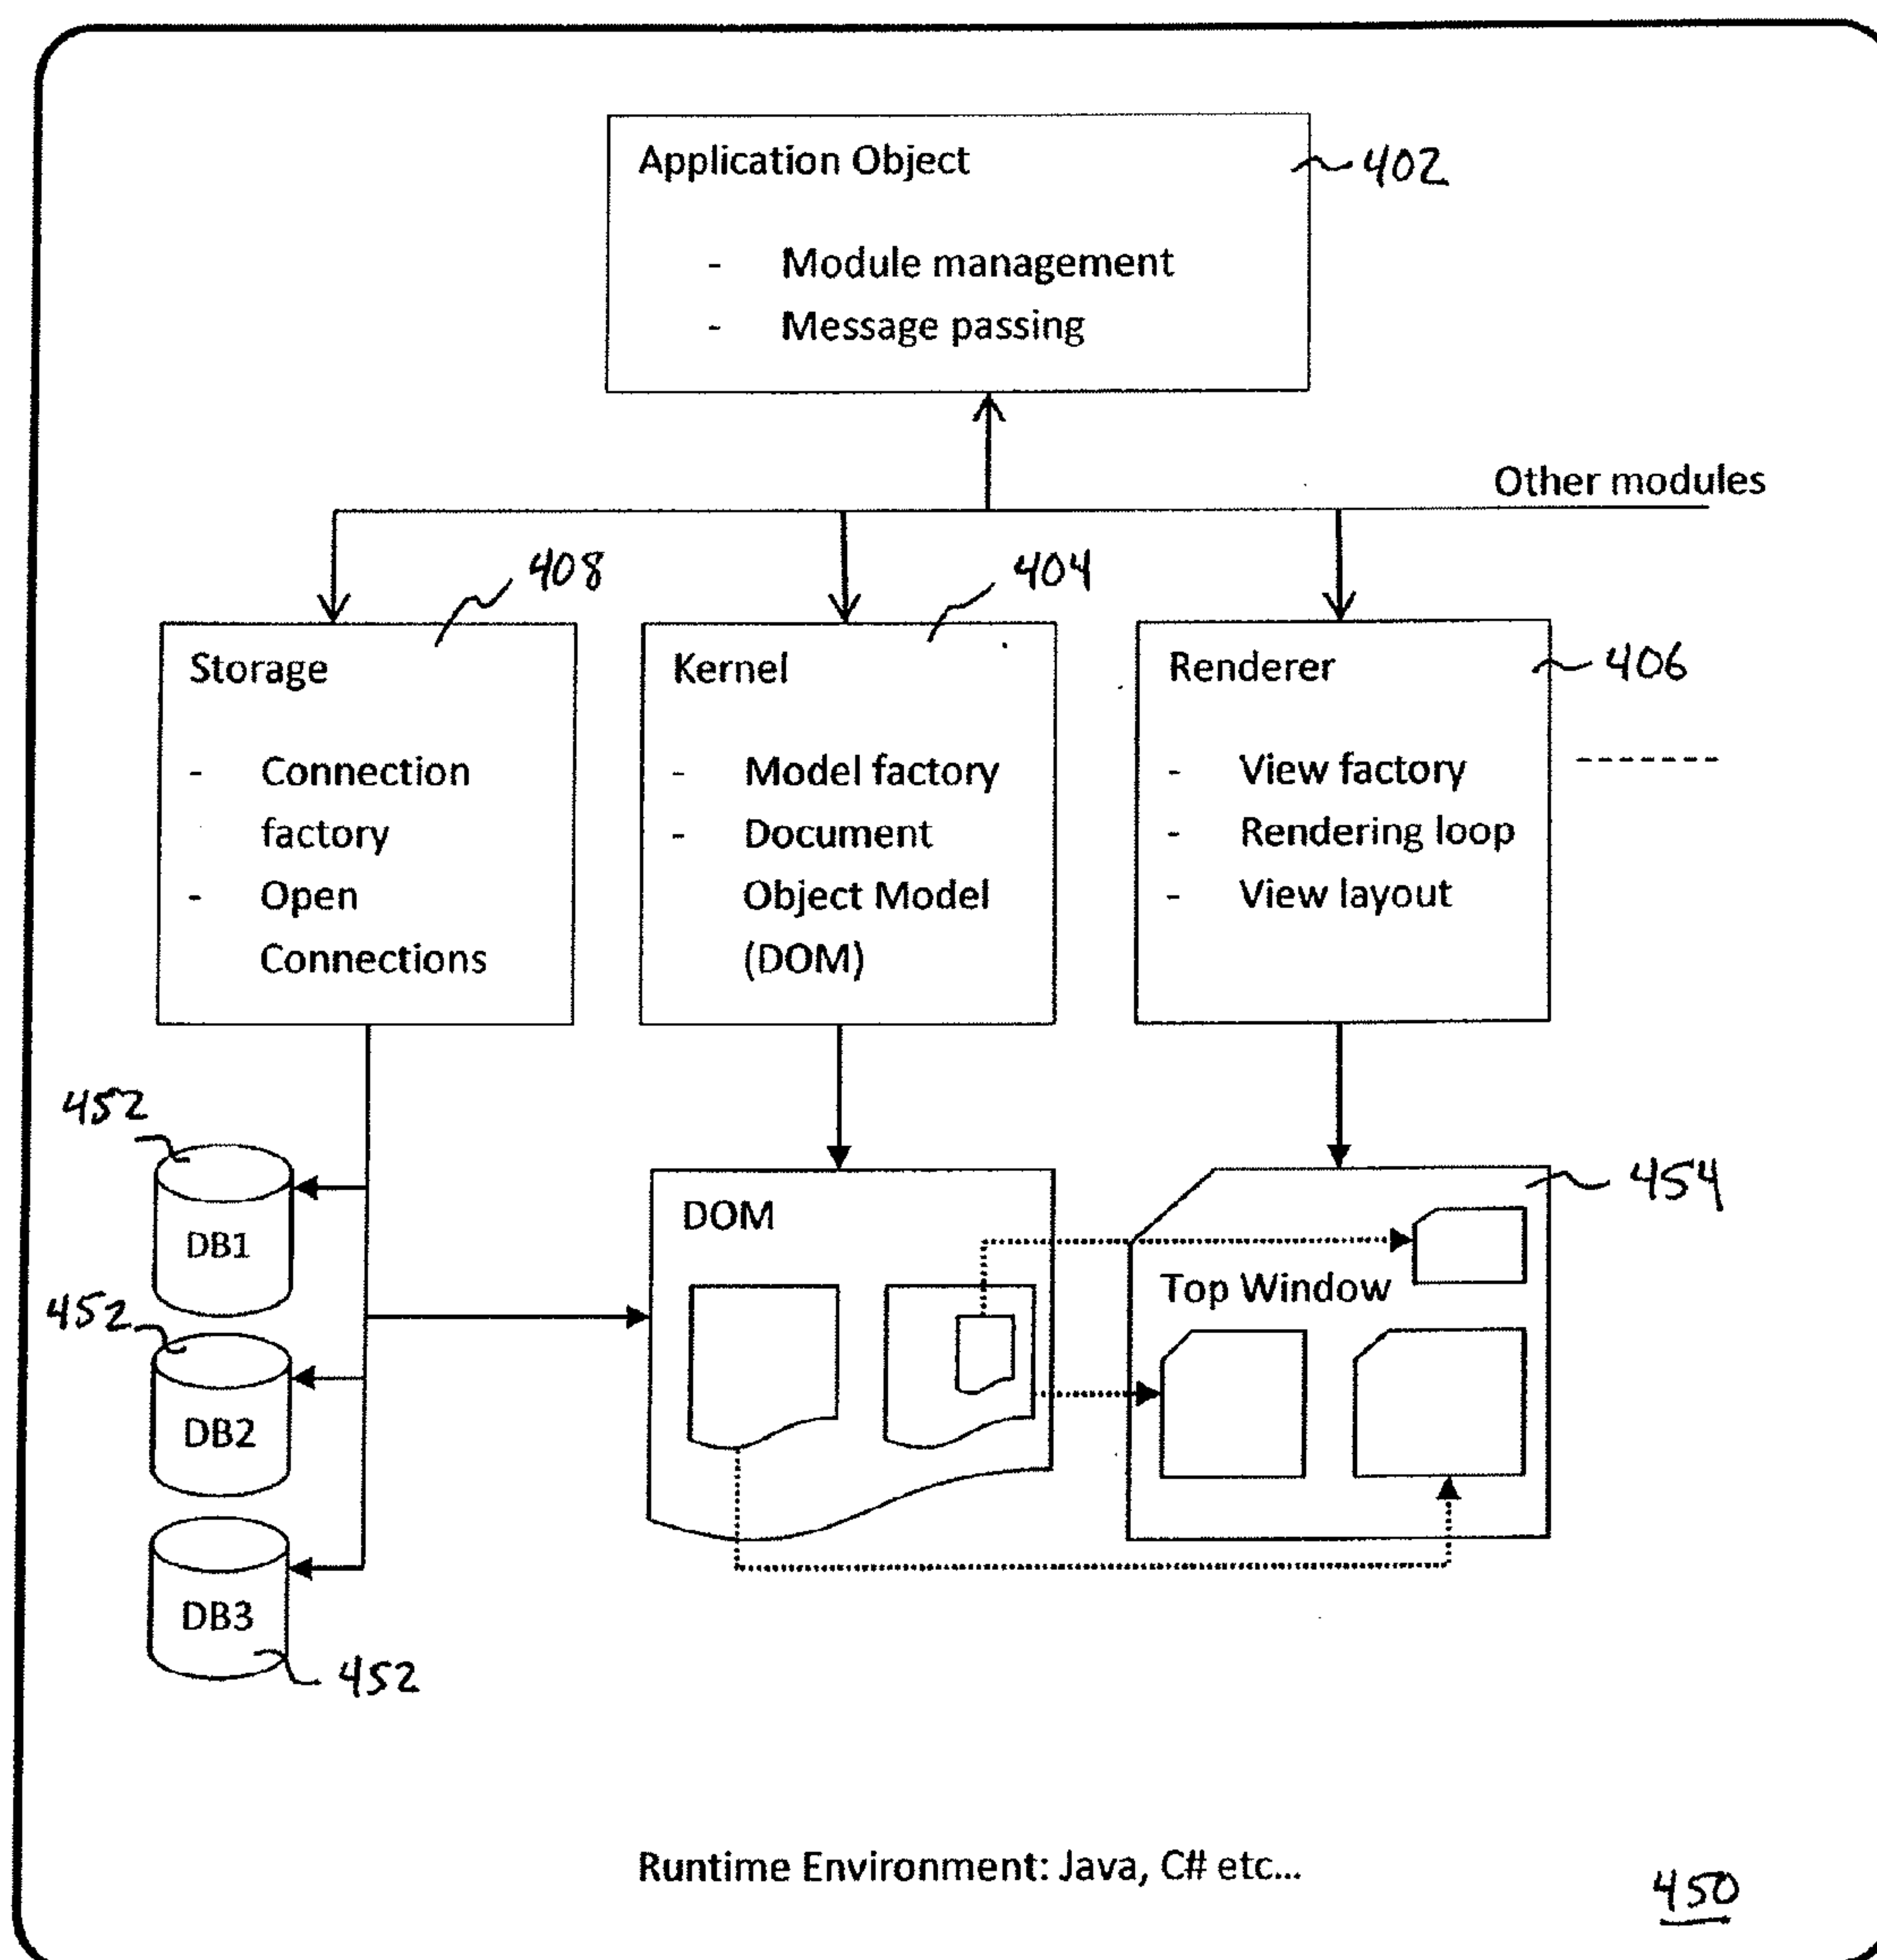 Application Object
402
- Module management
- Message passing
Other modules
408
404
Storage
- Connection
factory
- Open
Connections
Kernel
- Model factory
- Document
Object Model
(DOM)
Renderer
406
- View factory
- Rendering loop
- View layout
452
DB1
452
DB2
DB3
452
DOM
454
Top Window
Runtime Environment: Java, C# etc...
450